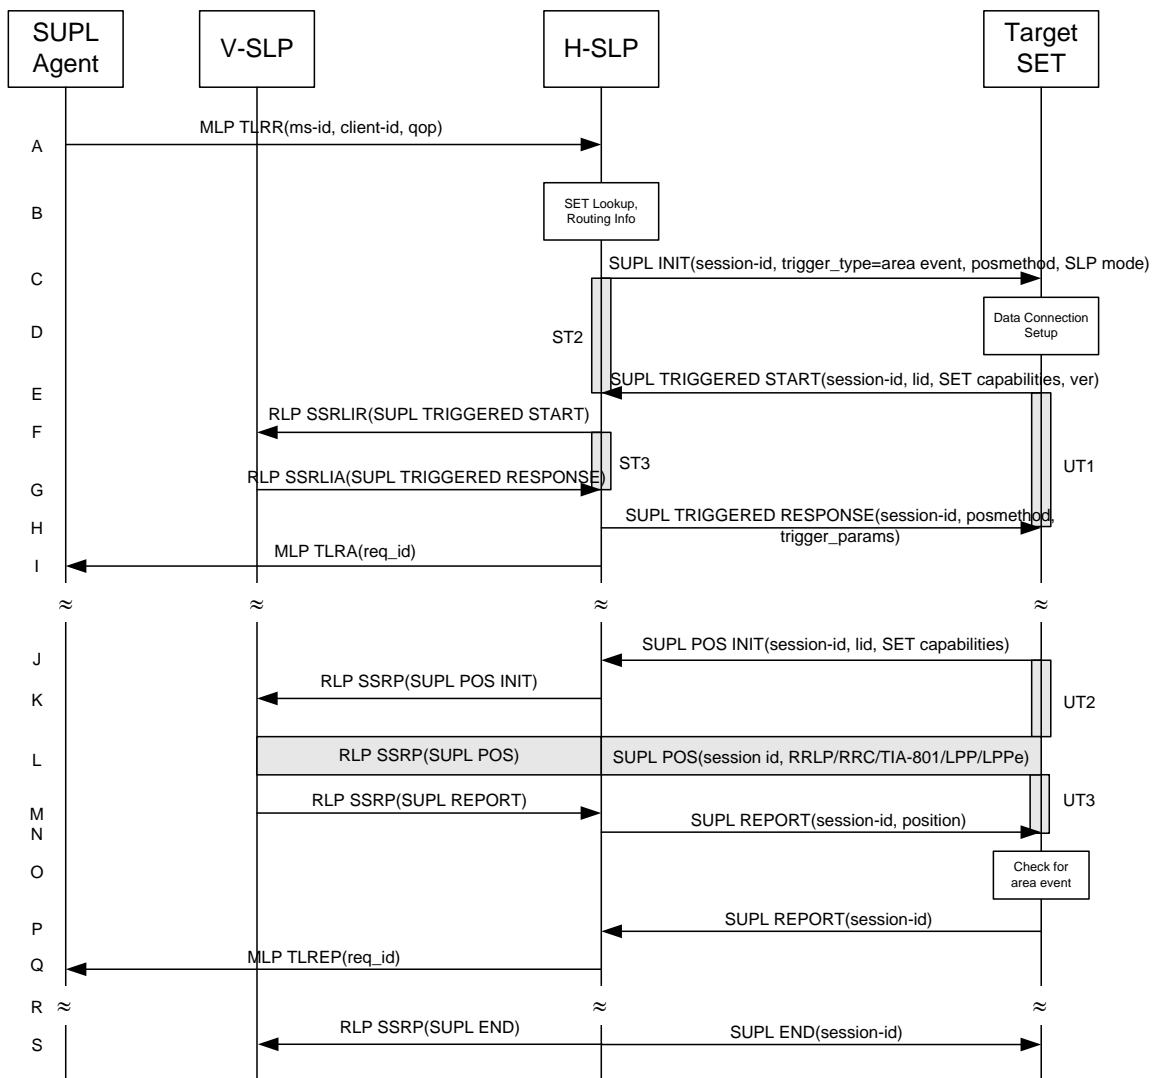 SUPL
Agent
V-SLP
H-SLP
Target
SET
A
MLP TLRR(ms-id, client-id, qop)
B
SET Lookup,
Routing Info
C
SUPL INIT(session-id, trigger_type=area event, posmethod, SLP mode)
D
ST2
Data Connection
Setup
E
SUPL TRIGGERED START(session-id, lid, SET capabilities, ver)
F
RLP SSRLIR(SUPL TRIGGERED START)
ST3
UT1
G
RLP SSRLIA(SUPL TRIGGERED RESPONSE)
H
SUPL TRIGGERED RESPONSE(session-id, posmethod,
trigger_params)
I
MLP TLRA(req_id)
≈ ≈ ≈ ≈
J
SUPL POS INIT(session-id, lid, SET capabilities)
K
RLP SSRP(SUPL POS INIT)
UT2
L
RLP SSRP(SUPL POS)
SUPL POS(session id, RRLP/RRC/TIA-801/LPP/LPPe)
M
RLP SSRP(SUPL REPORT)
UT3
N
SUPL REPORT(session-id, position)
O
Check for
area event
P
SUPL REPORT(session-id)
Q
MLP TLREP(req_id)
R
≈ ≈ ≈
S
RLP SSRP(SUPL END)
SUPL END(session-id)